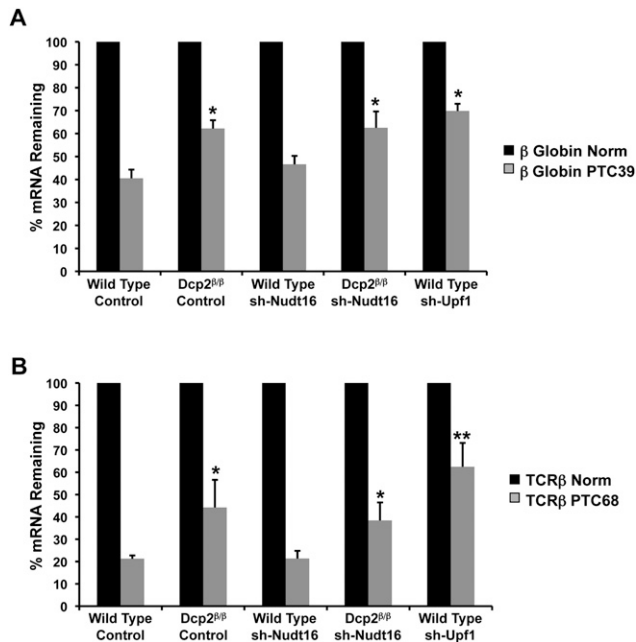 A
% mRNA Remaining
100
90
80
70
60
50
40
30
20
10
0
*
*
*
Wild Type
Control
Dcp2β/β
Control
Wild Type
sh-Nudt16
Dcp2β/β
sh-Nudt16
Wild Type
sh-Upf1
β Globin Norm
β Globin PTC39
B
% mRNA Remaining
100
90
80
70
60
50
40
30
20
10
0
*
*
**
Wild Type
Control
Dcp2β/β
Control
Wild Type
sh-Nudt16
Dcp2β/β
sh-Nudt16
Wild Type
sh-Upf1
TCRβ Norm
TCRβ PTC68